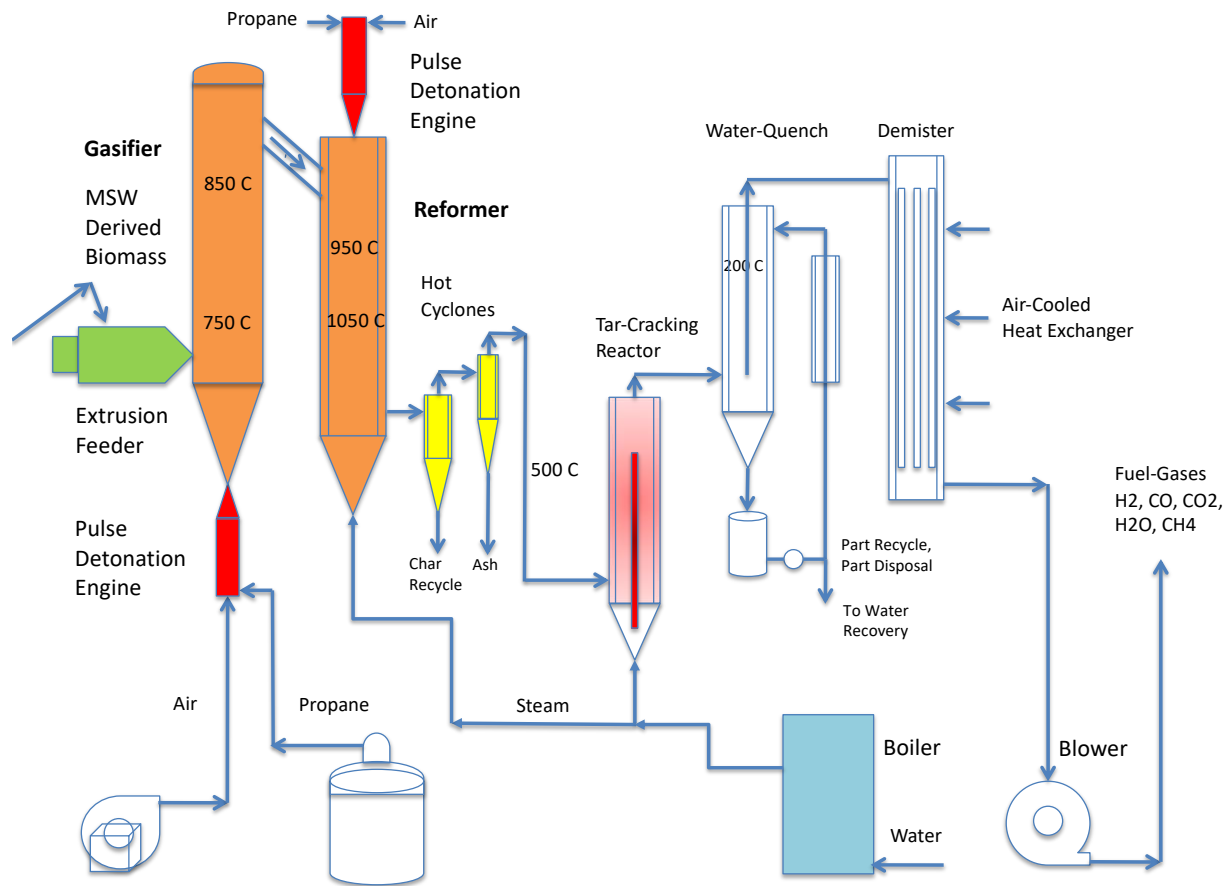 Propane
Air
Pulse
Detonation
Engine
Gasifier
MSW
Derived
Biomass
850 C
750 C
Extrusion
Feeder
Pulse
Detonation
Engine
Air
Propane
950 C
1050 C
Reformer
Hot
Cyclones
Char
Recycle
Ash
500 C
Steam
Tar-Cracking
Reactor
Water-Quench
200 C
Demister
Air-Cooled
Heat Exchanger
Part Recycle,
Part Disposal
To Water
Recovery
Boiler
Water
Blower
Fuel-Gases
H2, CO, CO2,
H2O, CH4